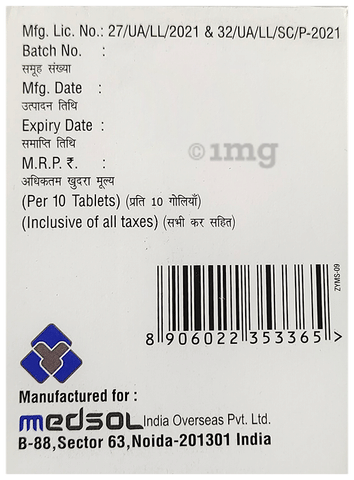 Mfg. Lic. No.: 27/UA/LL/2021 & 32/UA/LL/SC/P-2021
Batch No. :
समूह संख्या
Mfg. Date :
उत्पादन तिथि
Expiry Date :
समाप्ति तिथि
M.R.P. ₹. :
अधिकतम खुदरा मूल्य
(Per 10 Tablets) (प्रति 10 गोलियाँ)
(Inclusive of all taxes) (सभी कर सहित)
©1mg
ZYMS-09
8 906022 353365 >
Manufactured for :
medsol India Overseas Pvt. Ltd.
B-88,Sector 63,Noida-201301 India